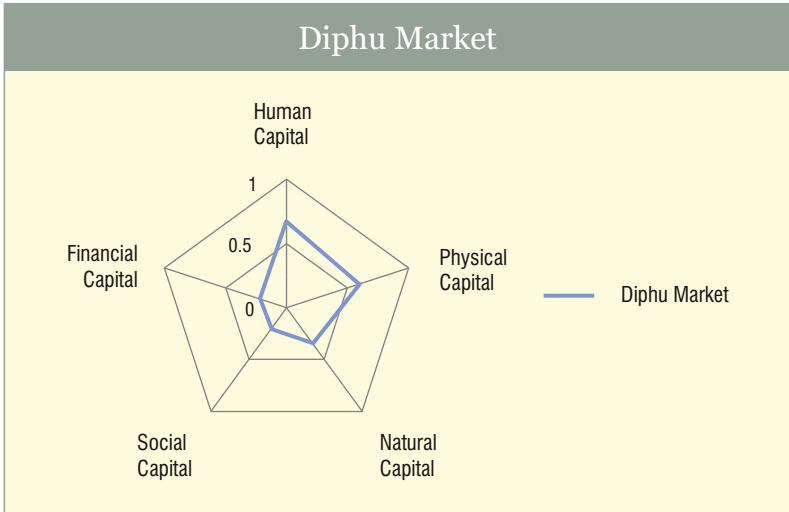 Diphu Market
Human
Capital
1
Financial
Capital
0.5
Physical
Capital
Diphu Market
0
Social
Capital
Natural
Capital